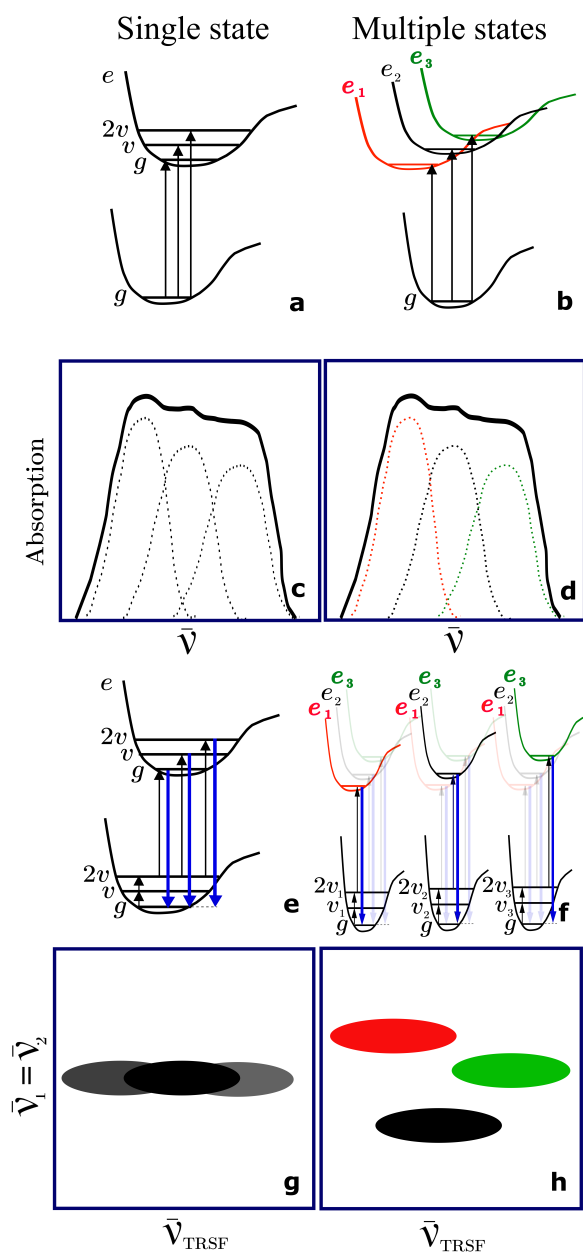 Single state
Multiple states
e
2v
v
g
g
a
e₁
e₂
e₃
g
b
Absorption
c
ν̄
d
ν̄
e
2v
v
g
2v
v
g
e
e₃
e₂
e₁
e₂
e₁
e₃
e₂
e₁
e₃
2v₁
v₁
g
2v₂
v₂
g
2v₃
v₃
g
f
ν̄₁ = ν̄₂
g
ν̄TRSF
h
ν̄TRSF